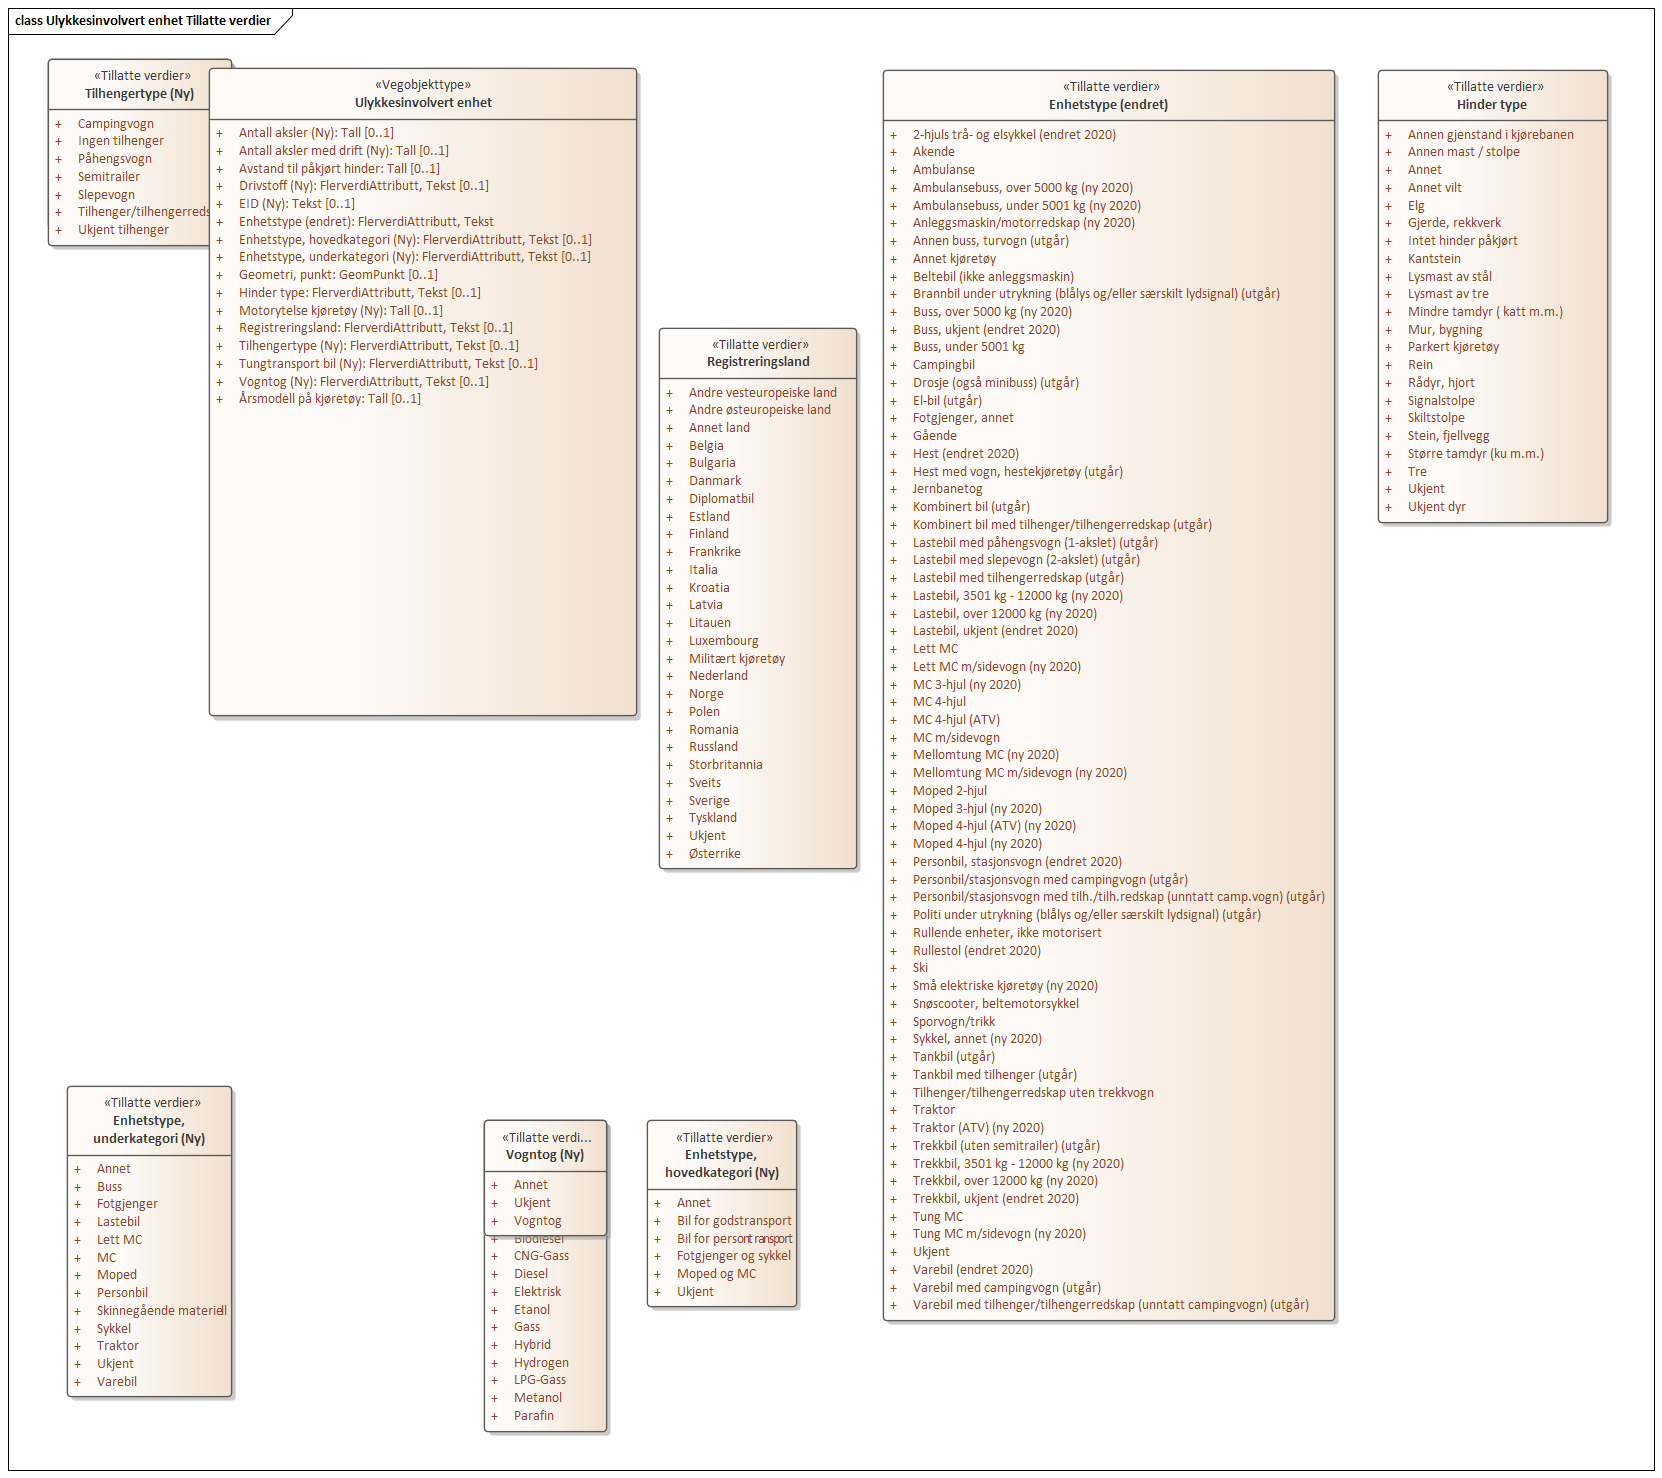 class Ulykkesinvolvert enhet Tillatte verdier
«Tillatte verdier»
Tilhengertype (Ny)
+ Campingvogn
+ Ingen tilhenger
+ Påhengsvogn
+ Semitrailer
+ Slepevogn
+ Tilhenger/tilhengerreds
+ Ukjent tilhenger
«Vegobjekttype»
Ulykkesinvolvert enhet
+ Antall aksler (Ny): Tall [0..1]
+ Antall aksler med drift (Ny): Tall [0..1]
+ Avstand til påkjørt hinder: Tall [0..1]
+ Drivstoff (Ny): FlerverdiAttributt, Tekst [0..1]
+ EID (Ny): Tekst [0..1]
+ Enhetstype (endret): FlerverdiAttributt, Tekst
+ Enhetstype, hovedkategori (Ny): FlerverdiAttributt, Tekst [0..1]
+ Enhetstype, underkategori (Ny): FlerverdiAttributt, Tekst [0..1]
+ Geometri, punkt: GeomPunkt [0..1]
+ Hinder type: FlerverdiAttributt, Tekst [0..1]
+ Motorytelse kjøretøy (Ny): Tall [0..1]
+ Registreringsland: FlerverdiAttributt, Tekst [0..1]
+ Tilhengertype (Ny): FlerverdiAttributt, Tekst [0..1]
+ Tungtransport bil (Ny): FlerverdiAttributt, Tekst [0..1]
+ Vogntog (Ny): FlerverdiAttributt, Tekst [0..1]
+ Årsmodell på kjøretøy: Tall [0..1]
«Tillatte verdier»
Registreringsland
+ Andre vesteuropeiske land
+ Andre østeuropeiske land
+ Annet land
+ Belgia
+ Bulgaria
+ Danmark
+ Diplomatbil
+ Estland
+ Finland
+ Frankrike
+ Italia
+ Kroatia
+ Latvia
+ Litauen
+ Luxembourg
+ Militært kjøretøy
+ Nederland
+ Norge
+ Polen
+ Romania
+ Russland
+ Storbritannia
+ Sveits
+ Sverige
+ Tyskland
+ Ukjent
+ Østerrike
«Tillatte verdier»
Enhetstype (endret)
+ 2-hjuls trå- og elsykkel (endret 2020)
+ Akende
+ Ambulanse
+ Ambulansebuss, over 5000 kg (ny 2020)
+ Ambulansebuss, under 5001 kg (ny 2020)
+ Anleggsmaskin/motorredskap (ny 2020)
+ Annen buss, turvogn (utgår)
+ Annet kjøretøy
+ Beltebil (ikke anleggsmaskin)
+ Brannbil under utrykning (blålys og/eller særskilt lydsignal) (utgår)
+ Buss, over 5000 kg (ny 2020)
+ Buss, ukjent (endret 2020)
+ Buss, under 5001 kg
+ Campingbil
+ Drosje (også minibuss) (utgår)
+ El-bil (utgår)
+ Fotgjenger, annet
+ Gående
+ Hest (endret 2020)
+ Hest med vogn, hestekjøretøy (utgår)
+ Jernbanetog
+ Kombinert bil (utgår)
+ Kombinert bil med tilhenger/tilhengerredskap (utgår)
+ Lastebil med påhengsvogn (1-akslet) (utgår)
+ Lastebil med slepevogn (2-akslet) (utgår)
+ Lastebil med tilhengerredskap (utgår)
+ Lastebil, 3501 kg - 12000 kg (ny 2020)
+ Lastebil, over 12000 kg (ny 2020)
+ Lastebil, ukjent (endret 2020)
+ Lett MC
+ Lett MC m/sidevogn (ny 2020)
+ MC 3-hjul (ny 2020)
+ MC 4-hjul
+ MC 4-hjul (ATV)
+ MC m/sidevogn
+ Mellomtung MC (ny 2020)
+ Mellomtung MC m/sidevogn (ny 2020)
+ Moped 2-hjul
+ Moped 3-hjul (ny 2020)
+ Moped 4-hjul (ATV) (ny 2020)
+ Moped 4-hjul (ny 2020)
+ Personbil, stasjonsvogn (endret 2020)
+ Personbil/stasjonsvogn med campingvogn (utgår)
+ Personbil/stasjonsvogn med tilh./tilh.redskap (unntatt camp.vogn) (utgår)
+ Politi under utrykning (blålys og/eller særskilt lydsignal) (utgår)
+ Rullende enheter, ikke motorisert
+ Rullestol (endret 2020)
+ Ski
+ Små elektriske kjøretøy (ny 2020)
+ Snøscooter, beltemotorsykkel
+ Sporvogn/trikk
+ Sykkel, annet (ny 2020)
+ Tankbil (utgår)
+ Tankbil med tilhenger (utgår)
+ Tilhenger/tilhengerredskap uten trekkvogn
+ Traktor
+ Traktor (ATV) (ny 2020)
+ Trekkbil (uten semitrailer) (utgår)
+ Trekkbil, 3501 kg - 12000 kg (ny 2020)
+ Trekkbil, over 12000 kg (ny 2020)
+ Trekkbil, ukjent (endret 2020)
+ Tung MC
+ Tung MC m/sidevogn (ny 2020)
+ Ukjent
+ Varebil (endret 2020)
+ Varebil med campingvogn (utgår)
+ Varebil med tilhenger/tilhengerredskap (unntatt campingvogn) (utgår)
«Tillatte verdier»
Hinder type
+ Annen gjenstand i kjørebanen
+ Annen mast / stolpe
+ Annet
+ Annet vilt
+ Elg
+ Gjerde, rekkverk
+ Intet hinder påkjørt
+ Kantstein
+ Lysmast av stål
+ Lysmast av tre
+ Mindre tamdyr ( katt m.m.)
+ Mur, bygning
+ Parkert kjøretøy
+ Rein
+ Rådyr, hjort
+ Signalstolpe
+ Skiltstolpe
+ Stein, fjellvegg
+ Større tamdyr (ku m.m.)
+ Tre
+ Ukjent
+ Ukjent dyr
«Tillatte verdier»
Enhetstype,
underkategori (Ny)
+ Annet
+ Buss
+ Fotgjenger
+ Lastebil
+ Lett MC
+ MC
+ Moped
+ Personbil
+ Skinnegående materiell
+ Sykkel
+ Traktor
+ Ukjent
+ Varebil
«Tillatte verdi...
Vogntog (Ny)
+ Annet
+ Ukjent
+ Vogntog
+ Biodiesel
+ CNG-Gass
+ Diesel
+ Elektrisk
+ Etanol
+ Gass
+ Hybrid
+ Hydrogen
+ LPG-Gass
+ Metanol
+ Parafin
«Tillatte verdier»
Enhetstype,
hovedkategori (Ny)
+ Annet
+ Bil for godstransport
+ Bil for persontransport
+ Fotgjenger og sykkel
+ Moped og MC
+ Ukjent